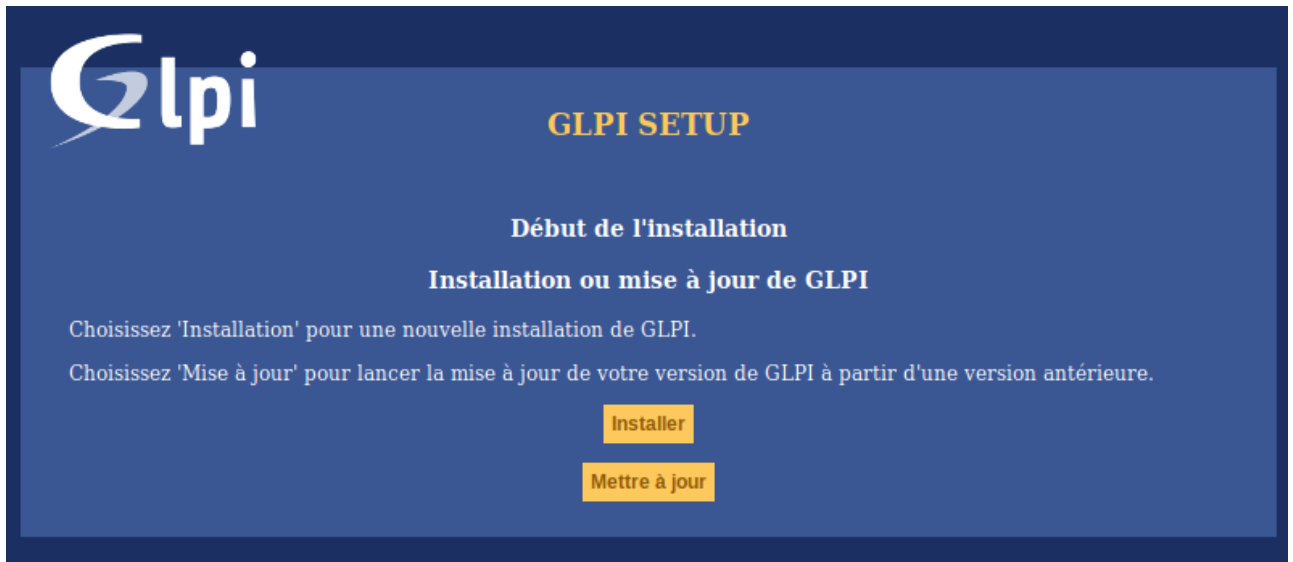 Glpi
GLPI SETUP
Début de l'installation
Installation ou mise à jour de GLPI
Choisissez 'Installation' pour une nouvelle installation de GLPI.
Choisissez 'Mise à jour' pour lancer la mise à jour de votre version de GLPI à partir d'une version antérieure.
Installer
Mettre à jour